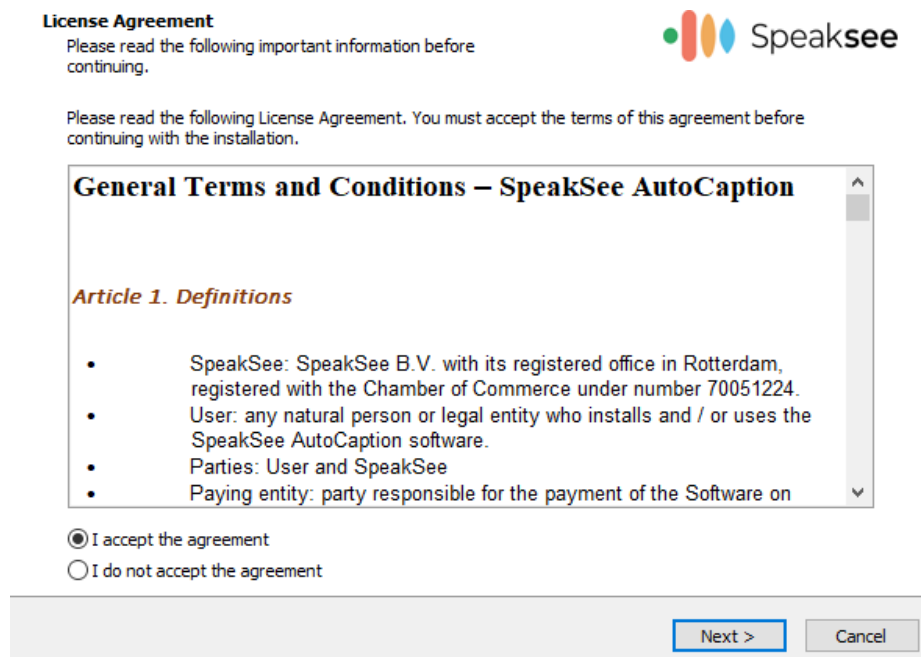 License Agreement
Please read the following important information before
continuing.
Speaksee
Please read the following License Agreement. You must accept the terms of this agreement before
continuing with the installation.
General Terms and Conditions – SpeakSee AutoCaption
Article 1. Definitions
• SpeakSee: SpeakSee B.V. with its registered office in Rotterdam,
registered with the Chamber of Commerce under number 70051224.
• User: any natural person or legal entity who installs and / or uses the
SpeakSee AutoCaption software.
• Parties: User and SpeakSee
• Paying entity: party responsible for the payment of the Software on
I accept the agreement
I do not accept the agreement
Next >
Cancel